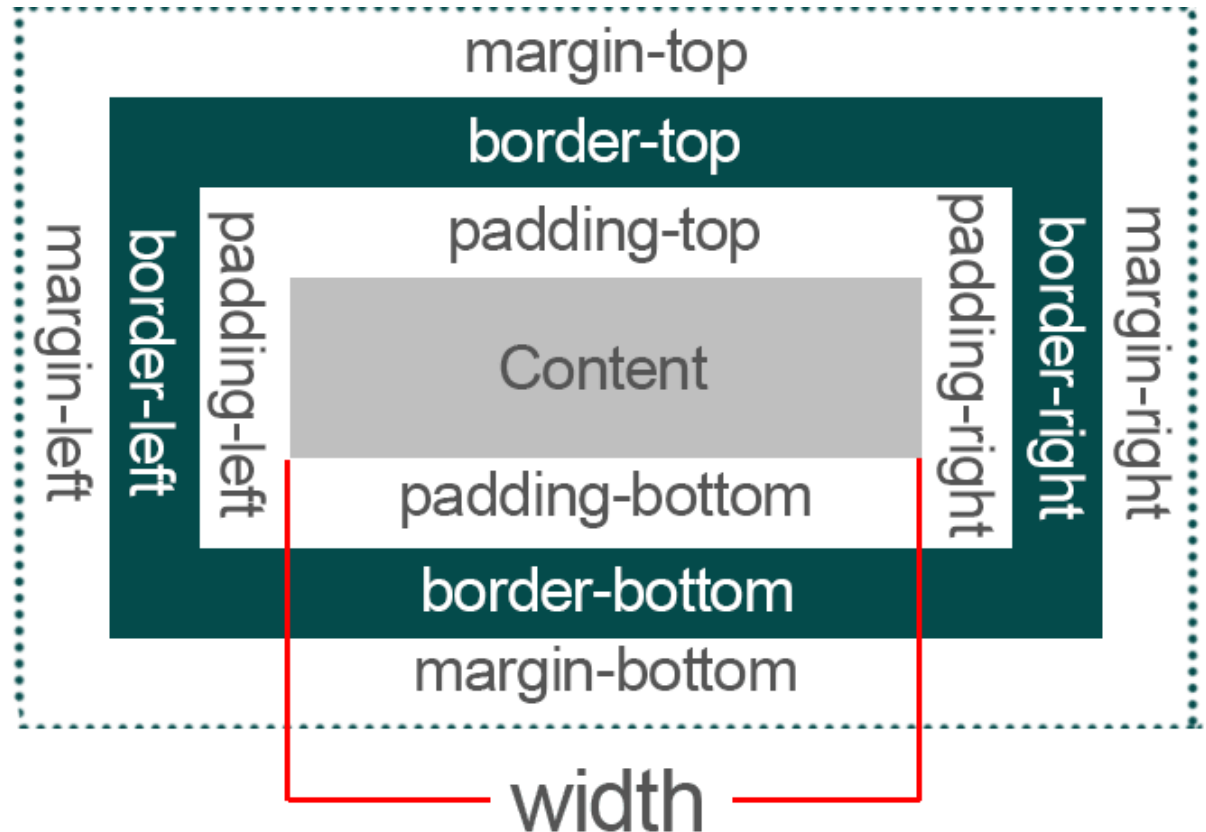 margin-top
border-top
padding-top
margin-left
border-left
padding-left
Content
padding-right
border-right
margin-right
padding-bottom
border-bottom
margin-bottom
width